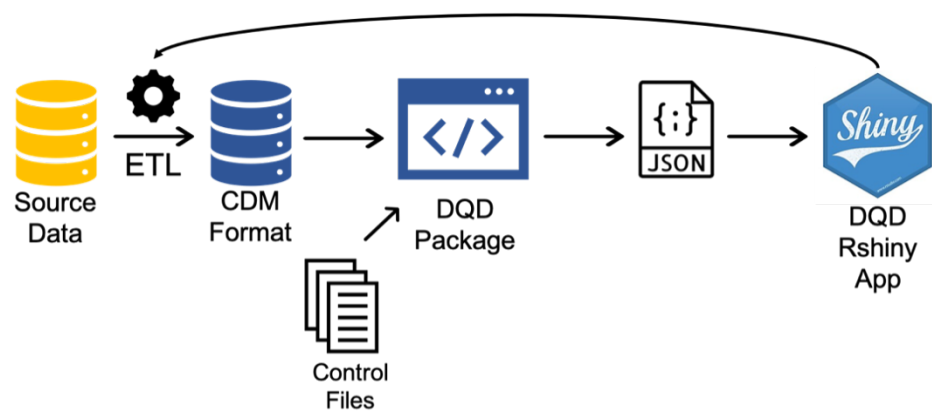 ETL
Source
Data
CDM
Format
</>
DQD
Package
{;}
JSON
Shiny
DQD
Rshiny
App
Control
Files